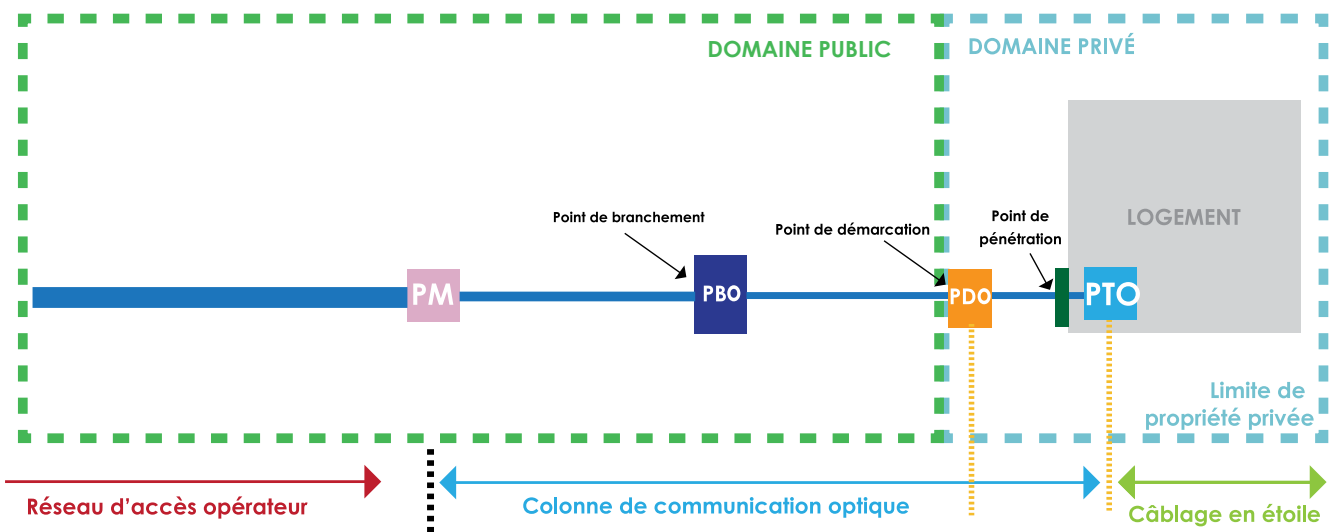 DOMAINE PUBLIC
DOMAINE PRIVÉ
Point de branchement
Point de démarcation
Point de
pénétration
LOGEMENT
PM
PBO
PDO
PTO
Limite de
propriété privée
Réseau d'accès opérateur
Colonne de communication optique
Câblage en étoile